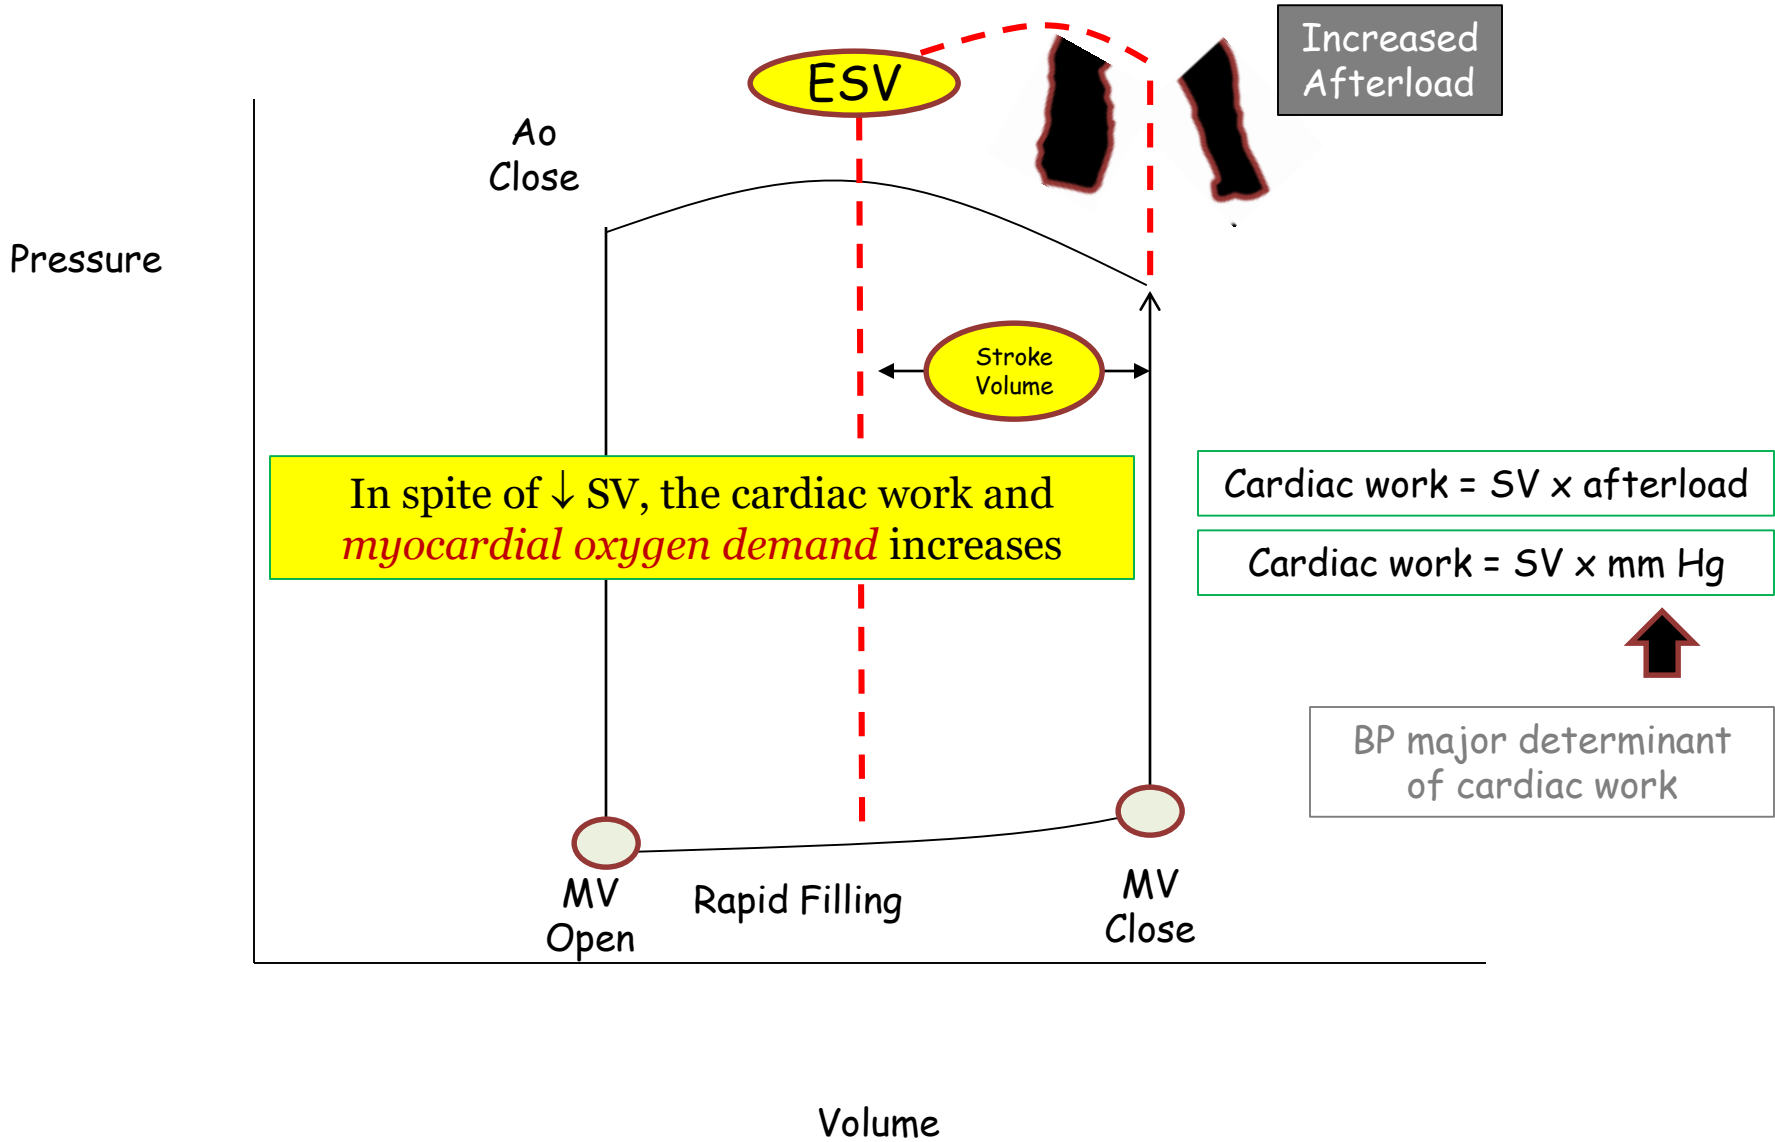 Increased
Afterload
ESV
Ao
Close
Pressure
Stroke
Volume
In spite of ↓ SV, the cardiac work and
myocardial oxygen demand increases
Cardiac work = SV x afterload
Cardiac work = SV x mm Hg
BP major determinant
of cardiac work
MV
Open
Rapid Filling
MV
Close
Volume